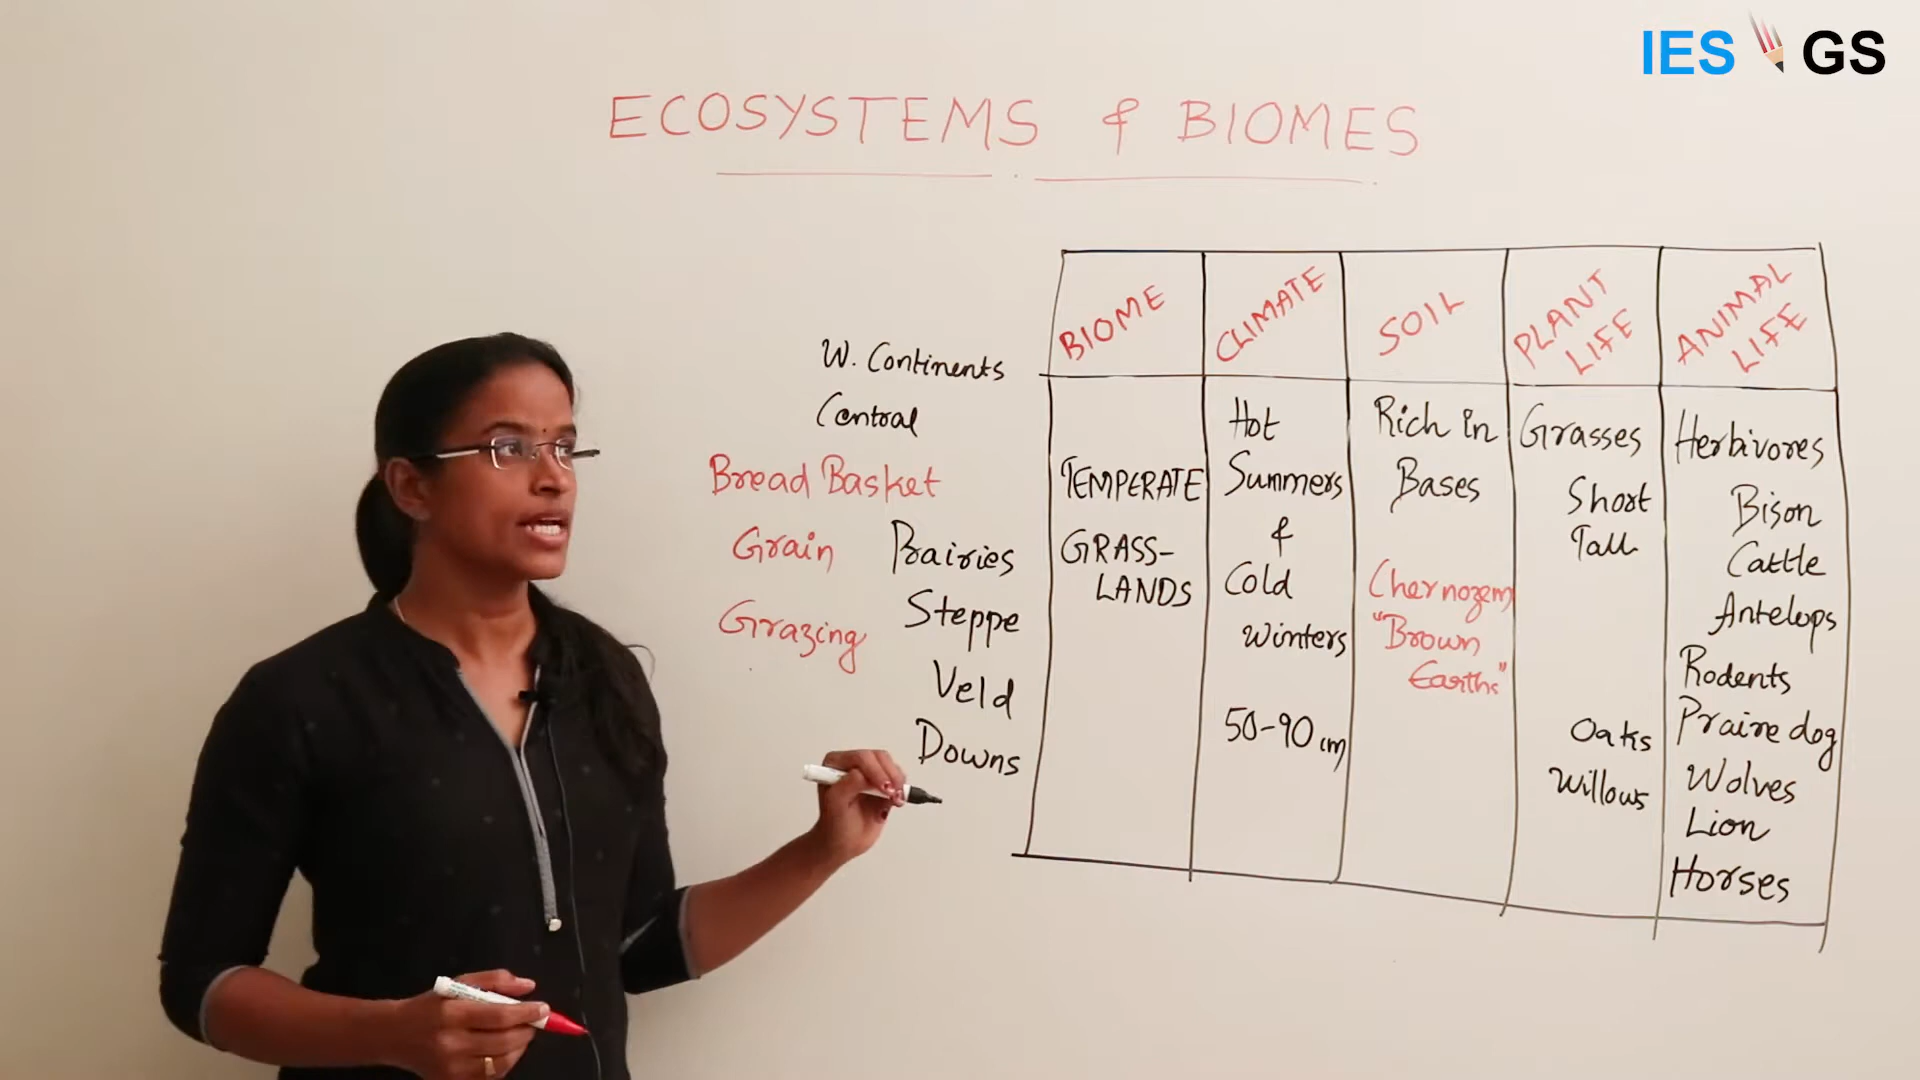 IES GS
ECOSYSTEMS & BIOMES
BIOME
CLIMATE
SOIL
PLANT
LIFE
ANIMAL
LIFE
W. Continents
Central
Bread Basket
Grain
Grazing
Prairies
Steppe
Veld
Downs
TEMPERATE
GRASS-
LANDS
Hot
Summers
&
Cold
Winters
50-90 cm
Rich in
Bases
Chernozem
"Brown
Earths"
Grasses
Short
Tall
Oaks
Willows
Herbivores
Bison
Cattle
Antelops
Rodents
Prairie dog
Wolves
Lion
Horses